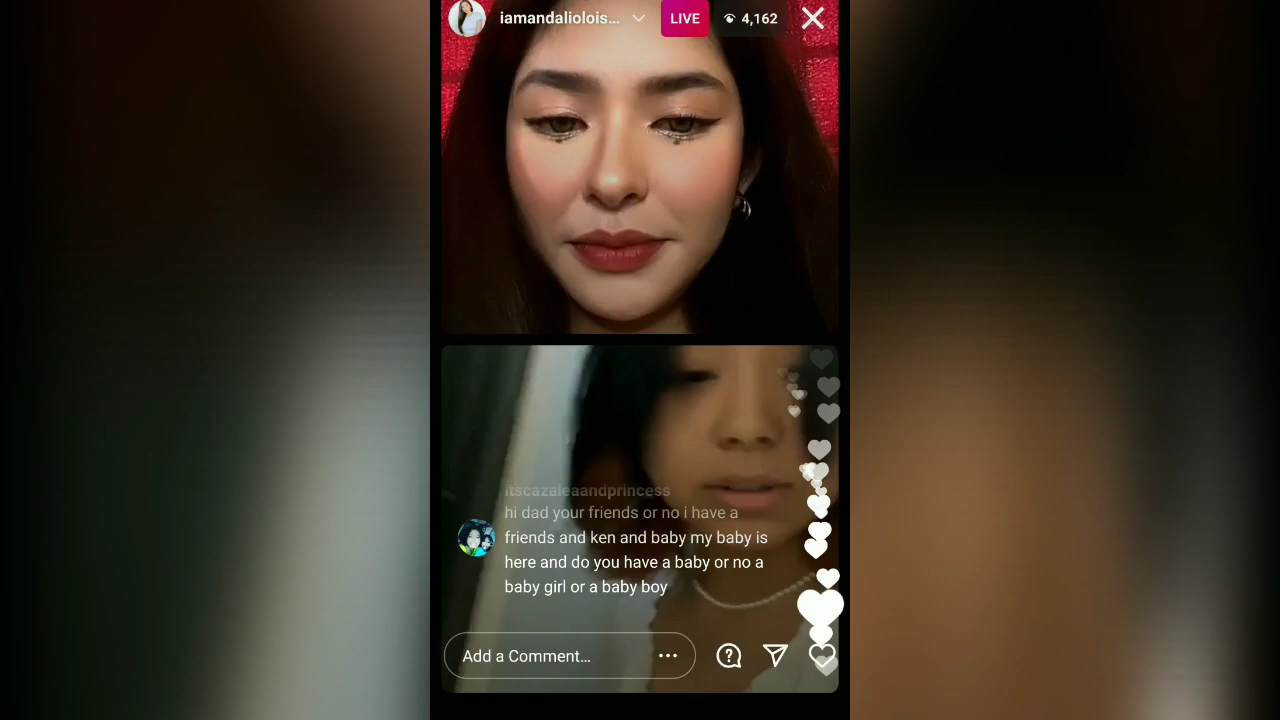 iamandaliolois...
LIVE
4,162
itscazaleaandprincess
hi dad your friends or no i have a
friends and ken and baby my baby is
here and do you have a baby or no a
baby girl or a baby boy
Add a Comment...